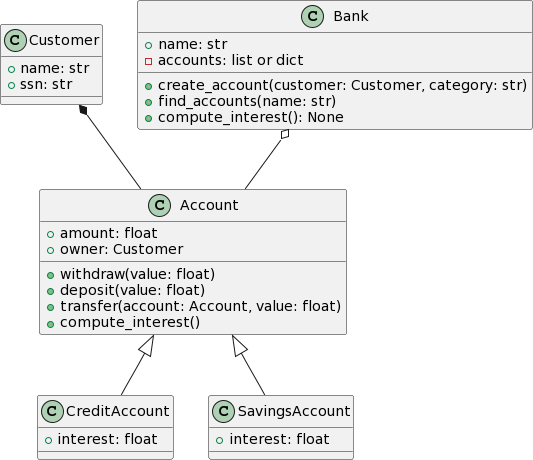 C Customer
name: str
ssn: str
C Bank
name: str
accounts: list or dict
create_account(customer: Customer, category: str)
find_accounts(name: str)
compute_interest(): None
C Account
amount: float
owner: Customer
withdraw(value: float)
deposit(value: float)
transfer(account: Account, value: float)
compute_interest()
C CreditAccount
interest: float
C SavingsAccount
interest: float